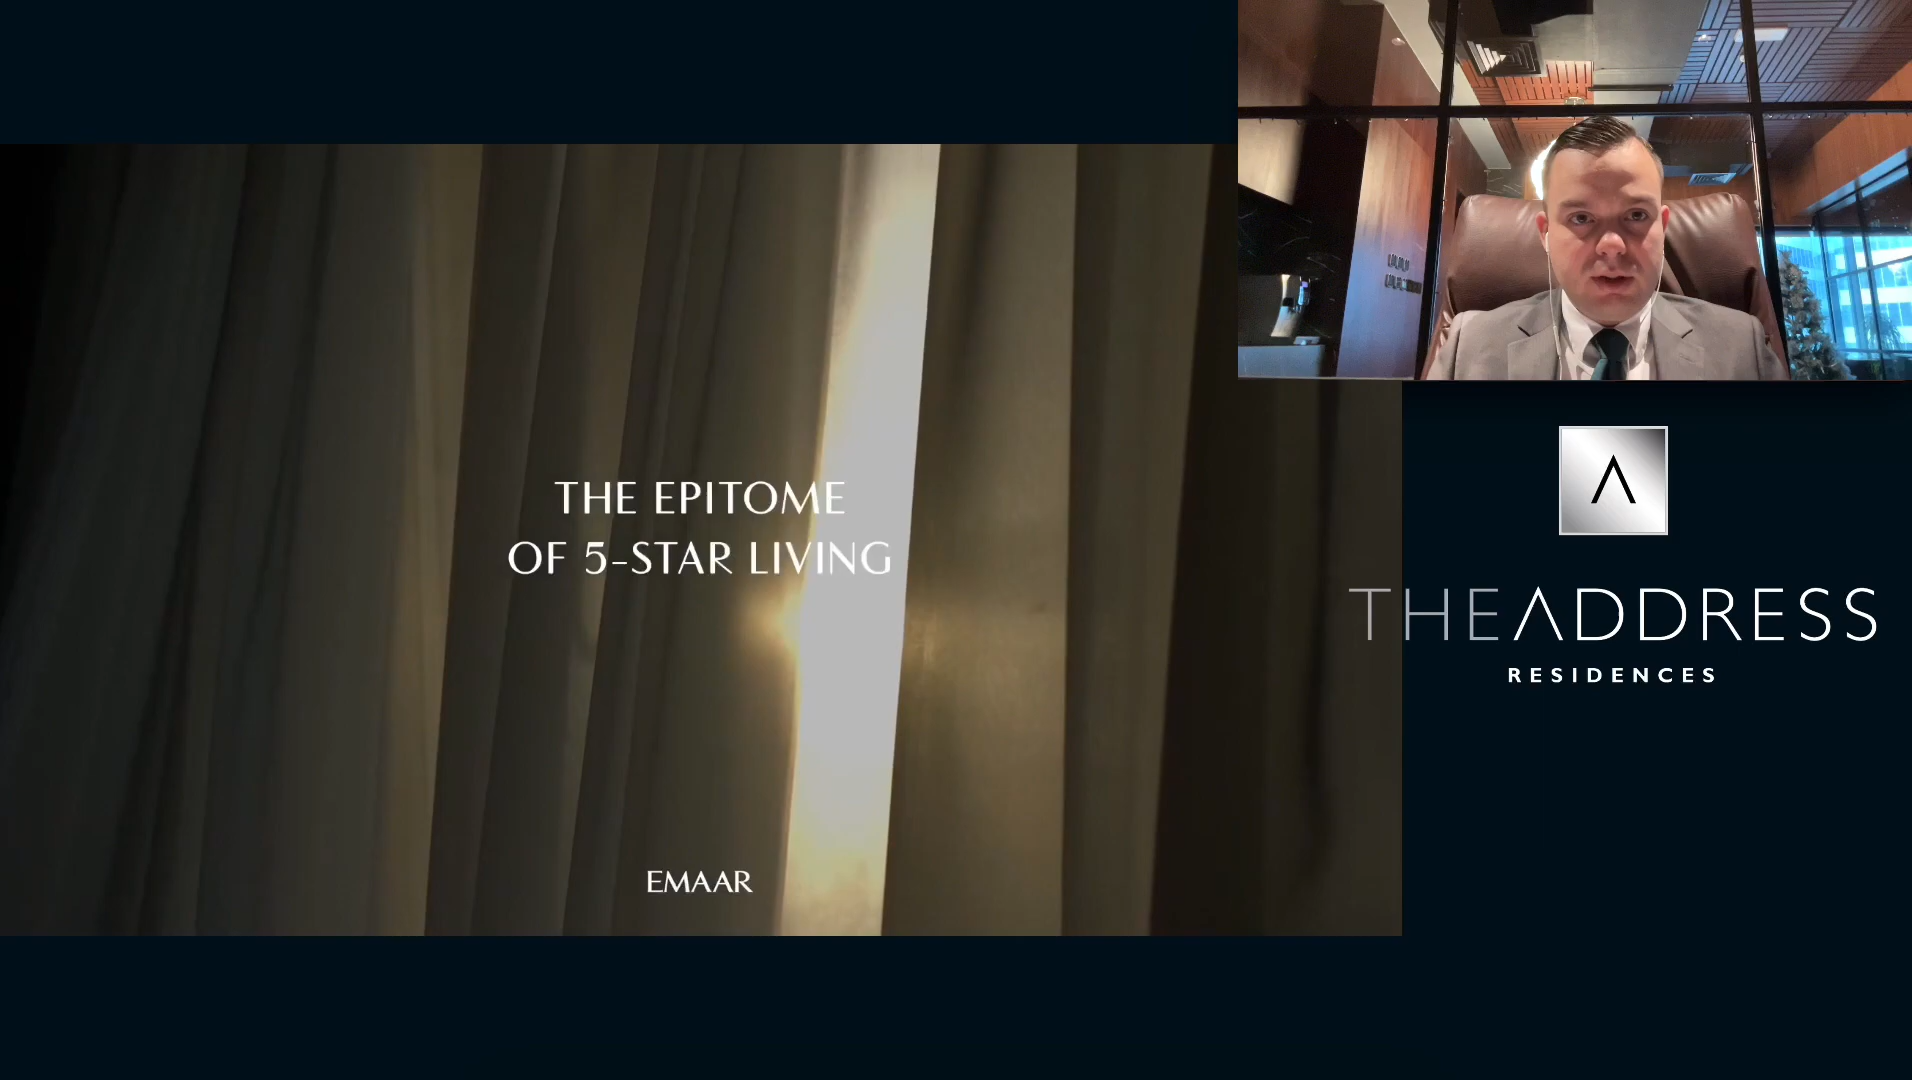 THE EPITOME
OF 5-STAR LIVING
EMAAR
THE ADDRESS
RESIDENCES